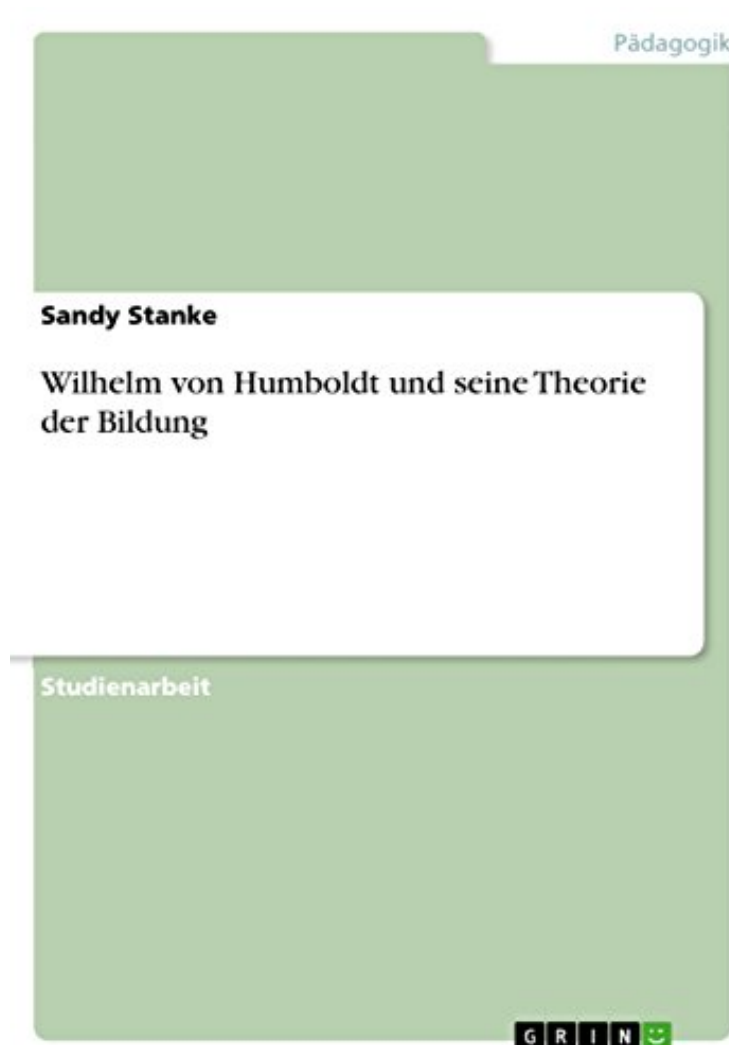 Pädagogik
Sandy Stanke
Wilhelm von Humboldt und seine Theorie
der Bildung
Studienarbeit
GRIN